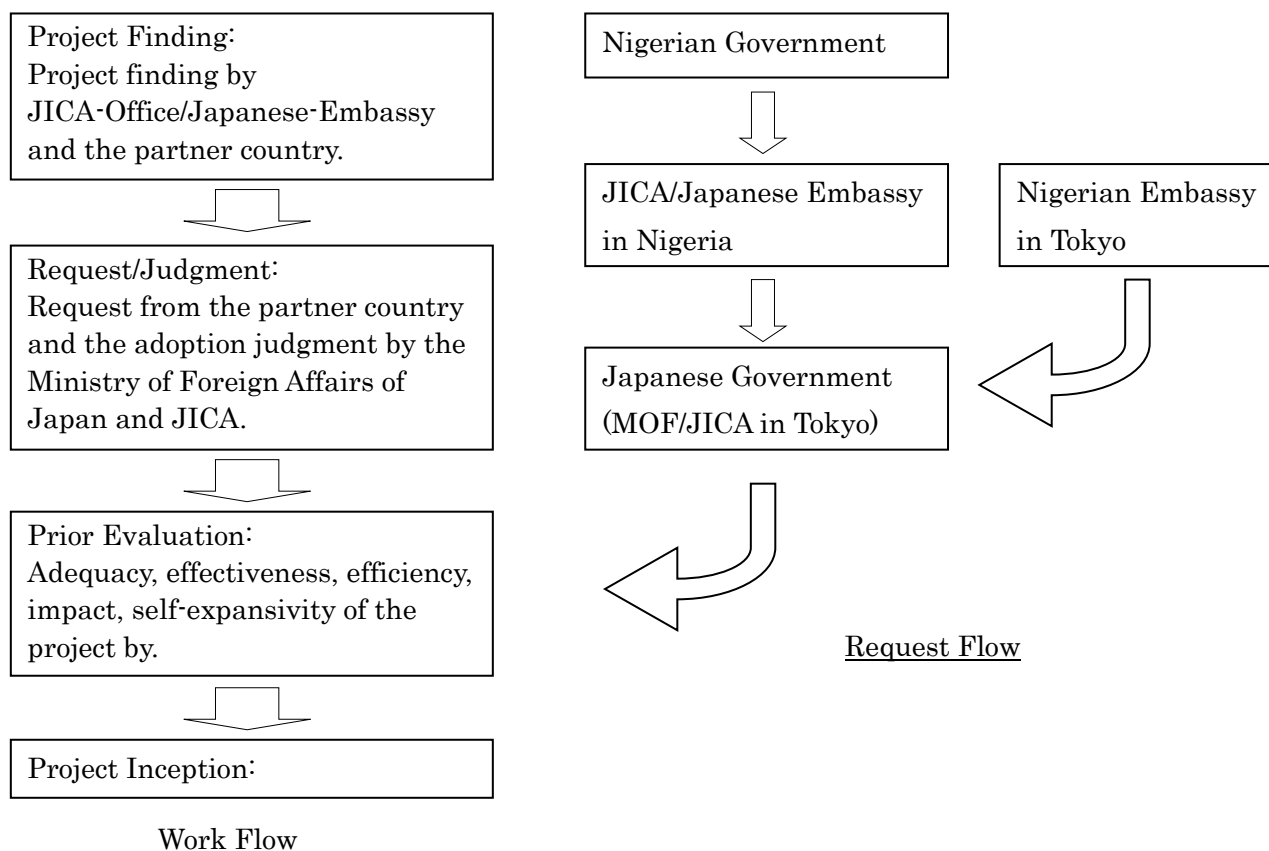 Project Finding:
Project finding by
JICA-Office/Japanese-Embassy
and the partner country.
Request/Judgment:
Request from the partner country
and the adoption judgment by the
Ministry of Foreign Affairs of
Japan and JICA.
Prior Evaluation:
Adequacy, effectiveness, efficiency,
impact, self-expansivity of the
project by.
Project Inception:
Work Flow
Nigerian Government
JICA/Japanese Embassy
in Nigeria
Nigerian Embassy
in Tokyo
Japanese Government
(MOF/JICA in Tokyo)
Request Flow